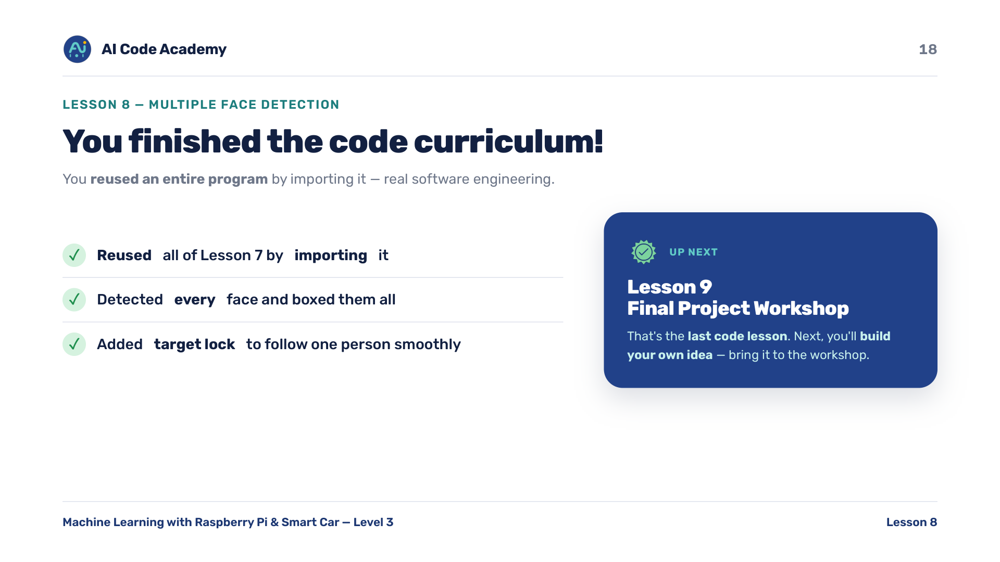 AI Code Academy
18
LESSON 8 — MULTIPLE FACE DETECTION
You finished the code curriculum!
You reused an entire program by importing it — real software engineering.
Reused all of Lesson 7 by importing it
Detected every face and boxed them all
Added target lock to follow one person smoothly
UP NEXT
Lesson 9
Final Project Workshop
That's the last code lesson. Next, you'll build
your own idea — bring it to the workshop.
Machine Learning with Raspberry Pi & Smart Car — Level 3
Lesson 8